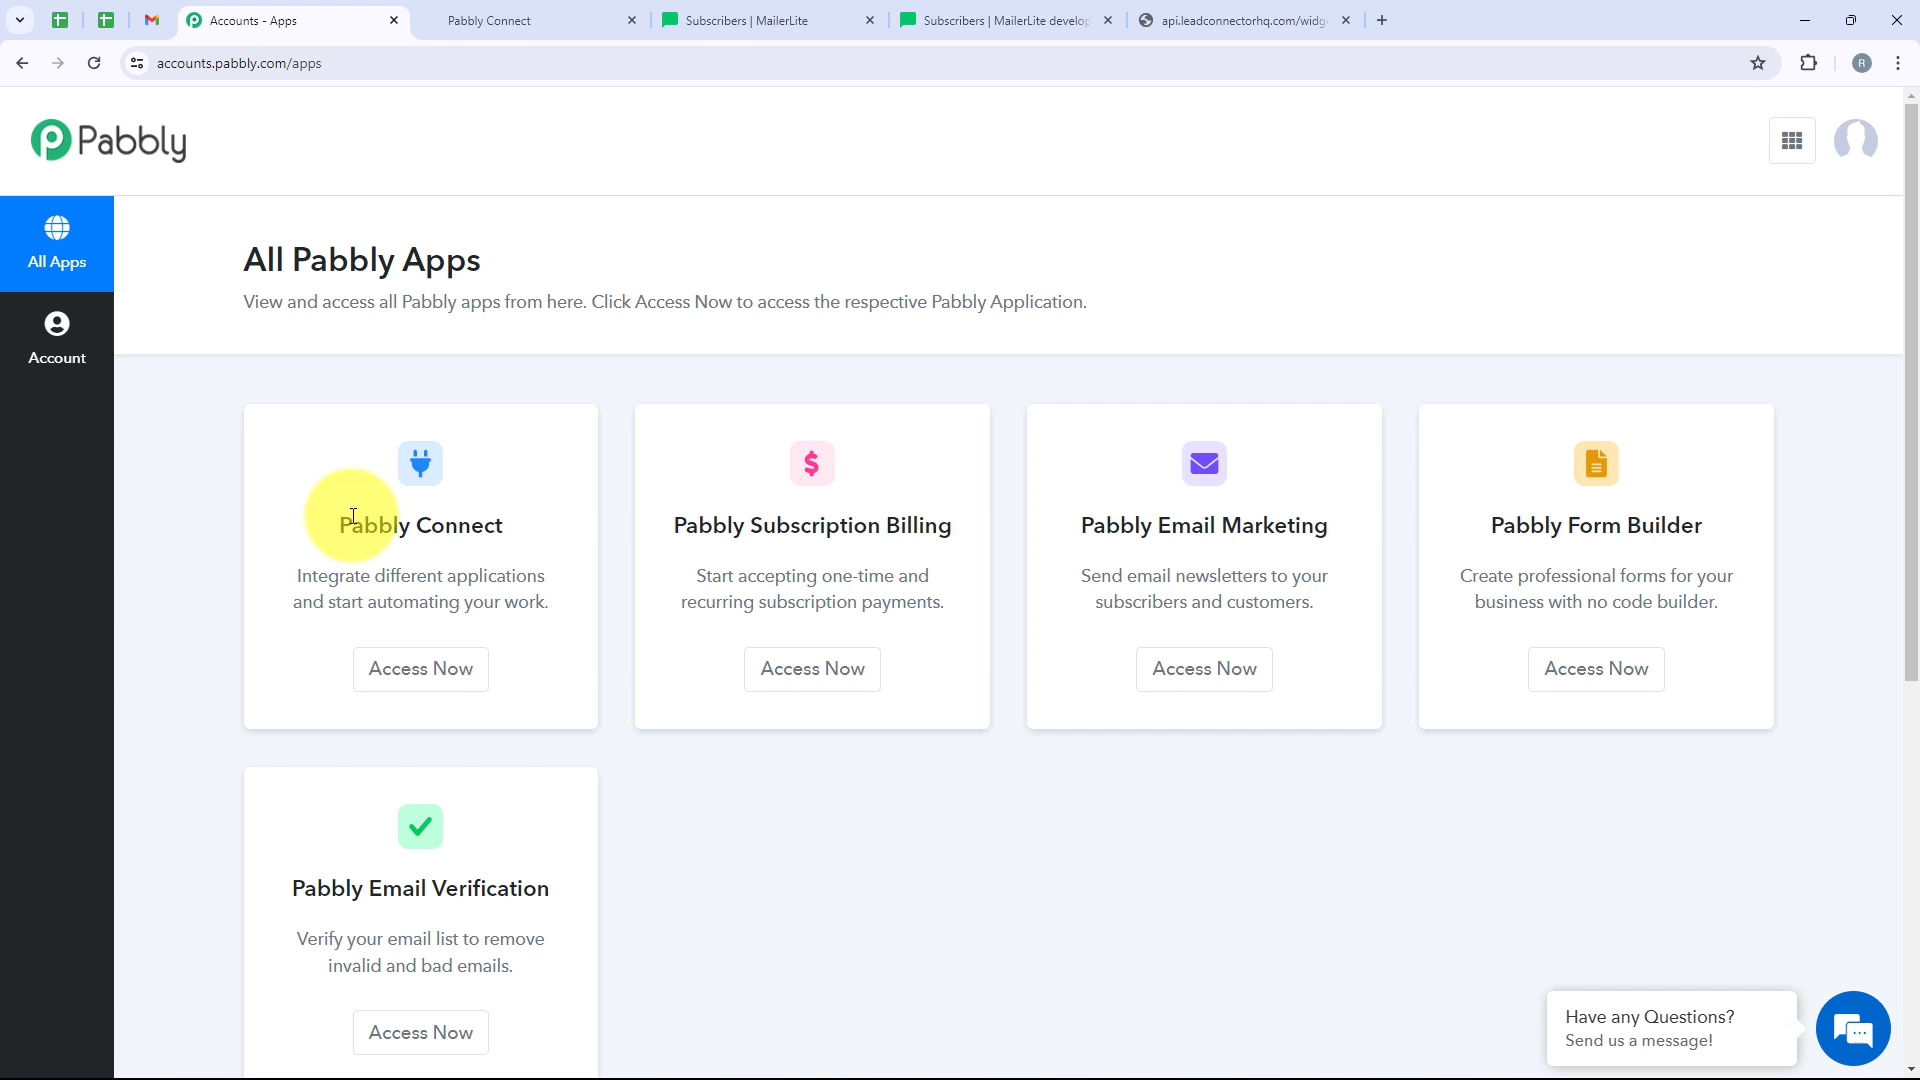 Accounts - Apps
Pabbly Connect
Subscribers | MailerLite
Subscribers | MailerLite develop
api.leadconnectorhq.com/widg
accounts.pabbly.com/apps
R
Pabbly
All Apps
Account
All Pabbly Apps
View and access all Pabbly apps from here. Click Access Now to access the respective Pabbly Application.
Pabbly Connect
Integrate different applications
and start automating your work.
Access Now
Pabbly Subscription Billing
Start accepting one-time and
recurring subscription payments.
Access Now
Pabbly Email Marketing
Send email newsletters to your
subscribers and customers.
Access Now
Pabbly Form Builder
Create professional forms for your
business with no code builder.
Access Now
Pabbly Email Verification
Verify your email list to remove
invalid and bad emails.
Access Now
Have any Questions?
Send us a message!